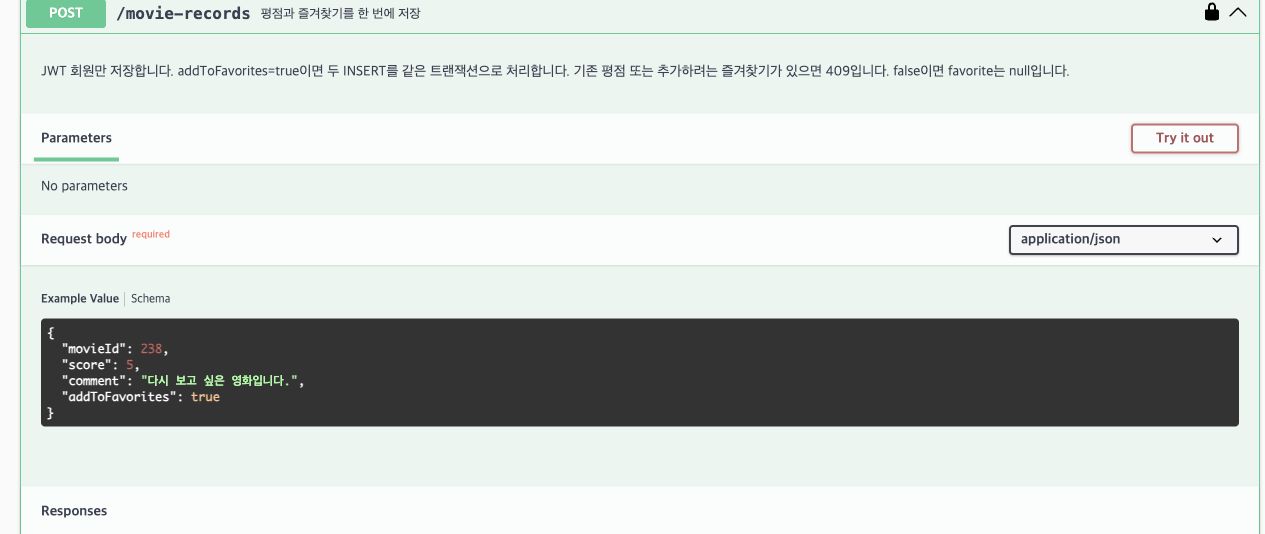 POST /movie-records 평점과 즐겨찾기를 한 번에 저장
JWT 회원만 저장합니다. addToFavorites=true이면 두 INSERT를 같은 트랜잭션으로 처리합니다. 기존 평점 또는 추가하려는 즐겨찾기가 있으면 409입니다. false이면 favorite는 null입니다.
Parameters
Try it out
No parameters
Request body required
application/json
Example Value Schema
{
"movieId": 238,
"score": 5,
"comment": "다시 보고 싶은 영화입니다.",
"addToFavorites": true
}
Responses